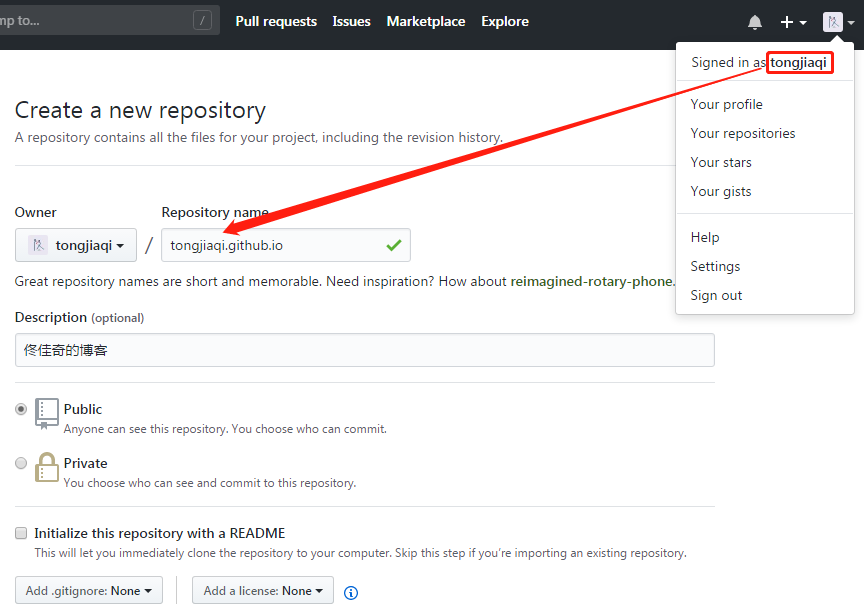 mp to... /
Pull requests Issues Marketplace Explore
Signed in as tongjiaqi
Your profile
Your repositories
Your stars
Your gists
Help
Settings
Sign out
Create a new repository
A repository contains all the files for your project, including the revision history.
Owner Repository name
tongjiaqi / tongjiaqi.github.io
Great repository names are short and memorable. Need inspiration? How about reimagined-rotary-phone.
Description (optional)
佟佳奇的博客
Public
Anyone can see this repository. You choose who can commit.
Private
You choose who can see and commit to this repository.
Initialize this repository with a README
This will let you immediately clone the repository to your computer. Skip this step if you’re importing an existing repository.
Add .gitignore: None Add a license: None